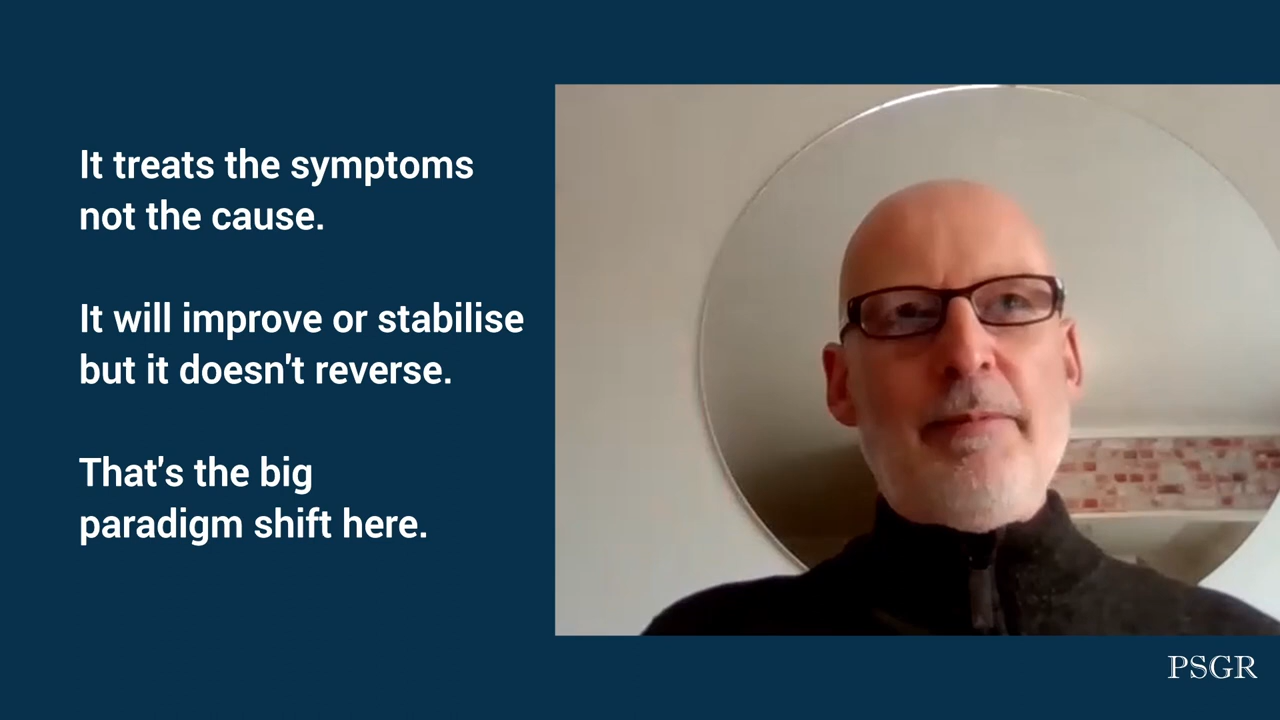 It treats the symptoms
not the cause.
It will improve or stabilise
but it doesn't reverse.
That's the big
paradigm shift here.
PSGR